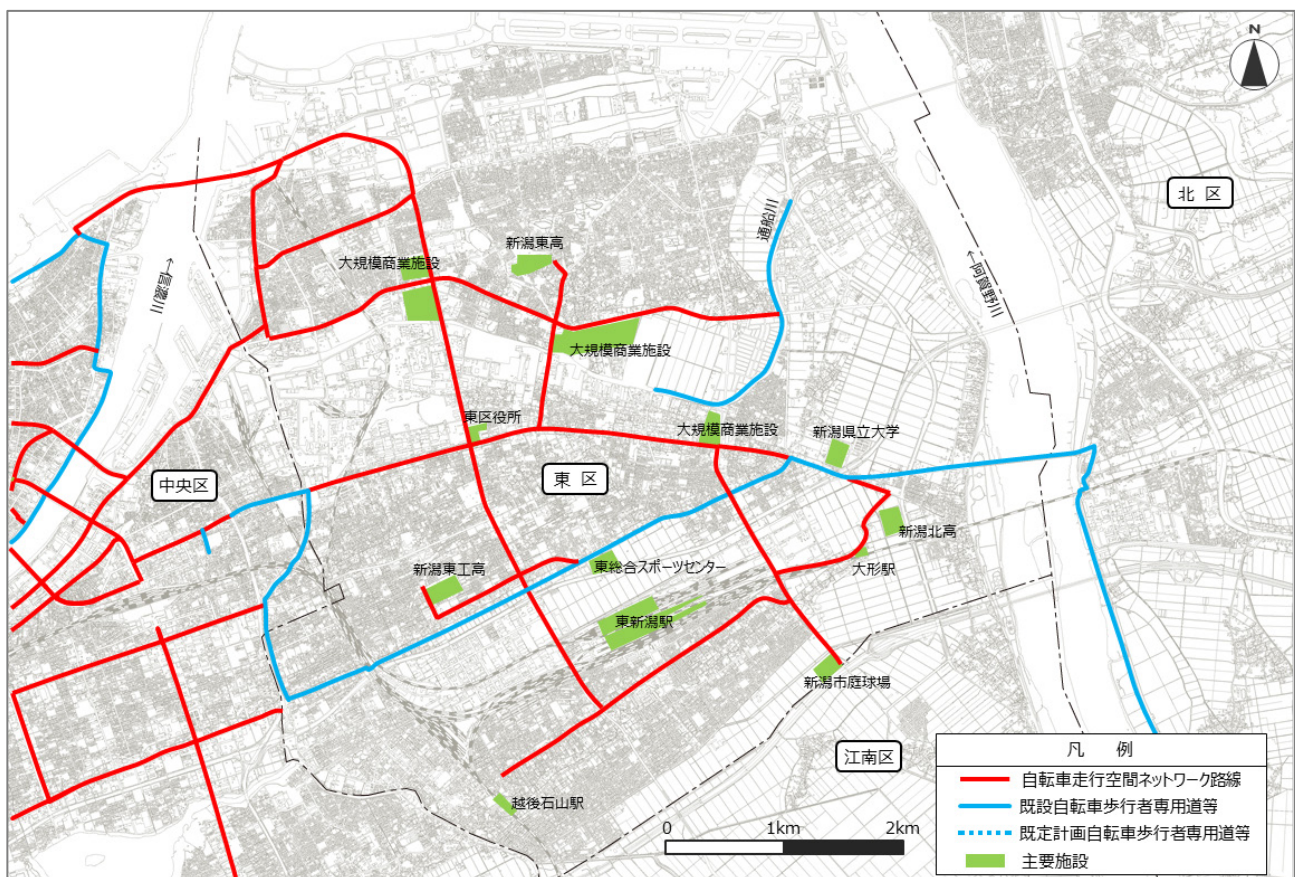 N
北 区
通船川
新潟東高
大規模商業施設
←信濃川
←阿賀野川
大規模商業施設
東区役所
大規模商業施設
新潟県立大学
中央区
東 区
新潟北高
新潟東工高
東総合スポーツセンター
大形駅
東新潟駅
新潟市庭球場
江南区
越後石山駅
0 1km 2km
凡 例
自転車走行空間ネットワーク路線
既設自転車歩行者専用道等
既定計画自転車歩行者専用道等
主要施設